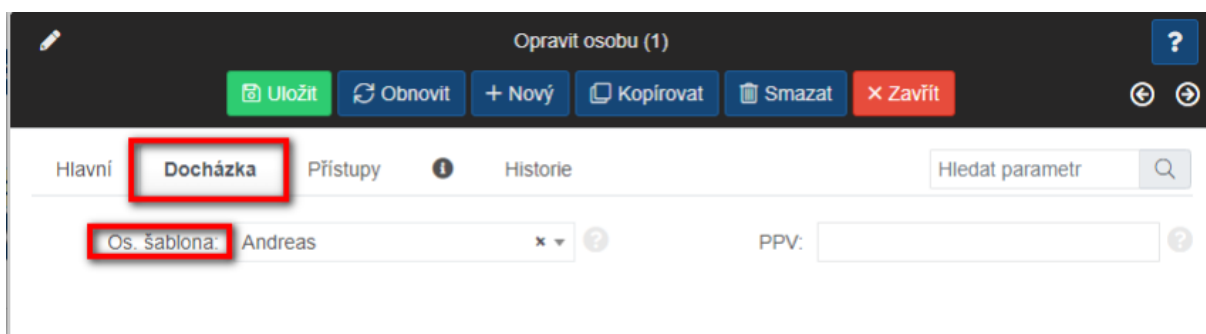 Opravit osobu (1)
?
Uložit Obnovit + Nový Kopírovat Smazat × Zavřít
Hlavní Docházka Přístupy Historie Hledat parametr
Os. šablona: Andreas PPV: